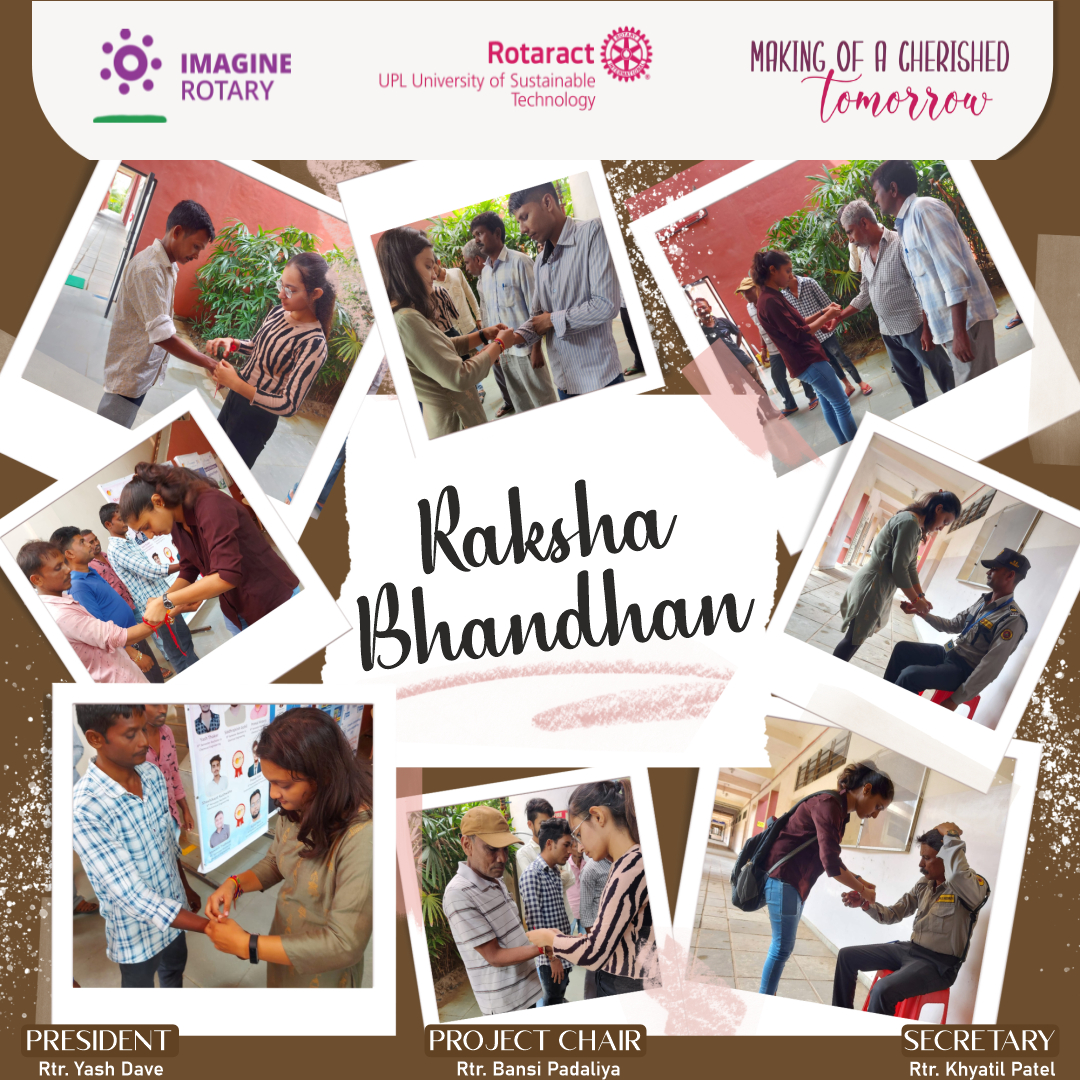 IMAGINE
ROTARY
Rotaract
UPL University of Sustainable
Technology
MAKING OF A CHERISHED
tomorrow
Raksha
Bhandhan
PRESIDENT
Rtr. Yash Dave
PROJECT CHAIR
Rtr. Bansi Padaliya
SECRETARY
Rtr. Khyatil Patel